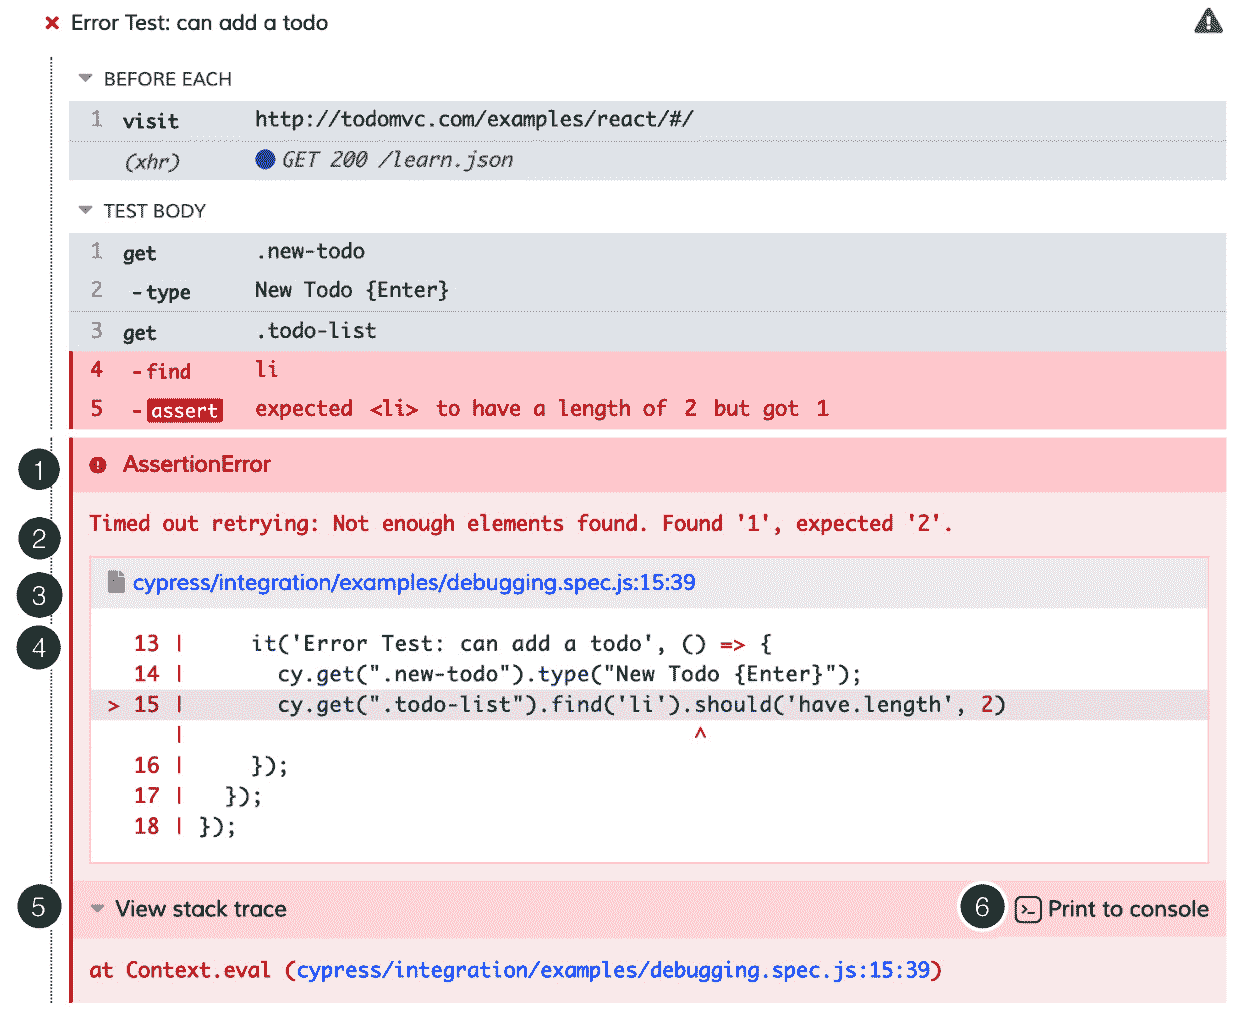 Error Test: can add a todo
BEFORE EACH
1 visit http://todomvc.com/examples/react/#/
(xhr) GET 200 /learn.json
TEST BODY
1 get .new-todo
2 -type New Todo {Enter}
3 get .todo-list
4 -find li
5 -assert expected <li> to have a length of 2 but got 1
1 AssertionError
2 Timed out retrying: Not enough elements found. Found '1', expected '2'.
3 cypress/integration/examples/debugging.spec.js:15:39
4 13 | it('Error Test: can add a todo', () => {
14 | cy.get(".new-todo").type("New Todo {Enter}");
> 15 | cy.get(".todo-list").find('li').should('have.length', 2)
| ^
16 | });
17 | });
18 | });
5 View stack trace 6 Print to console
at Context.eval (cypress/integration/examples/debugging.spec.js:15:39)